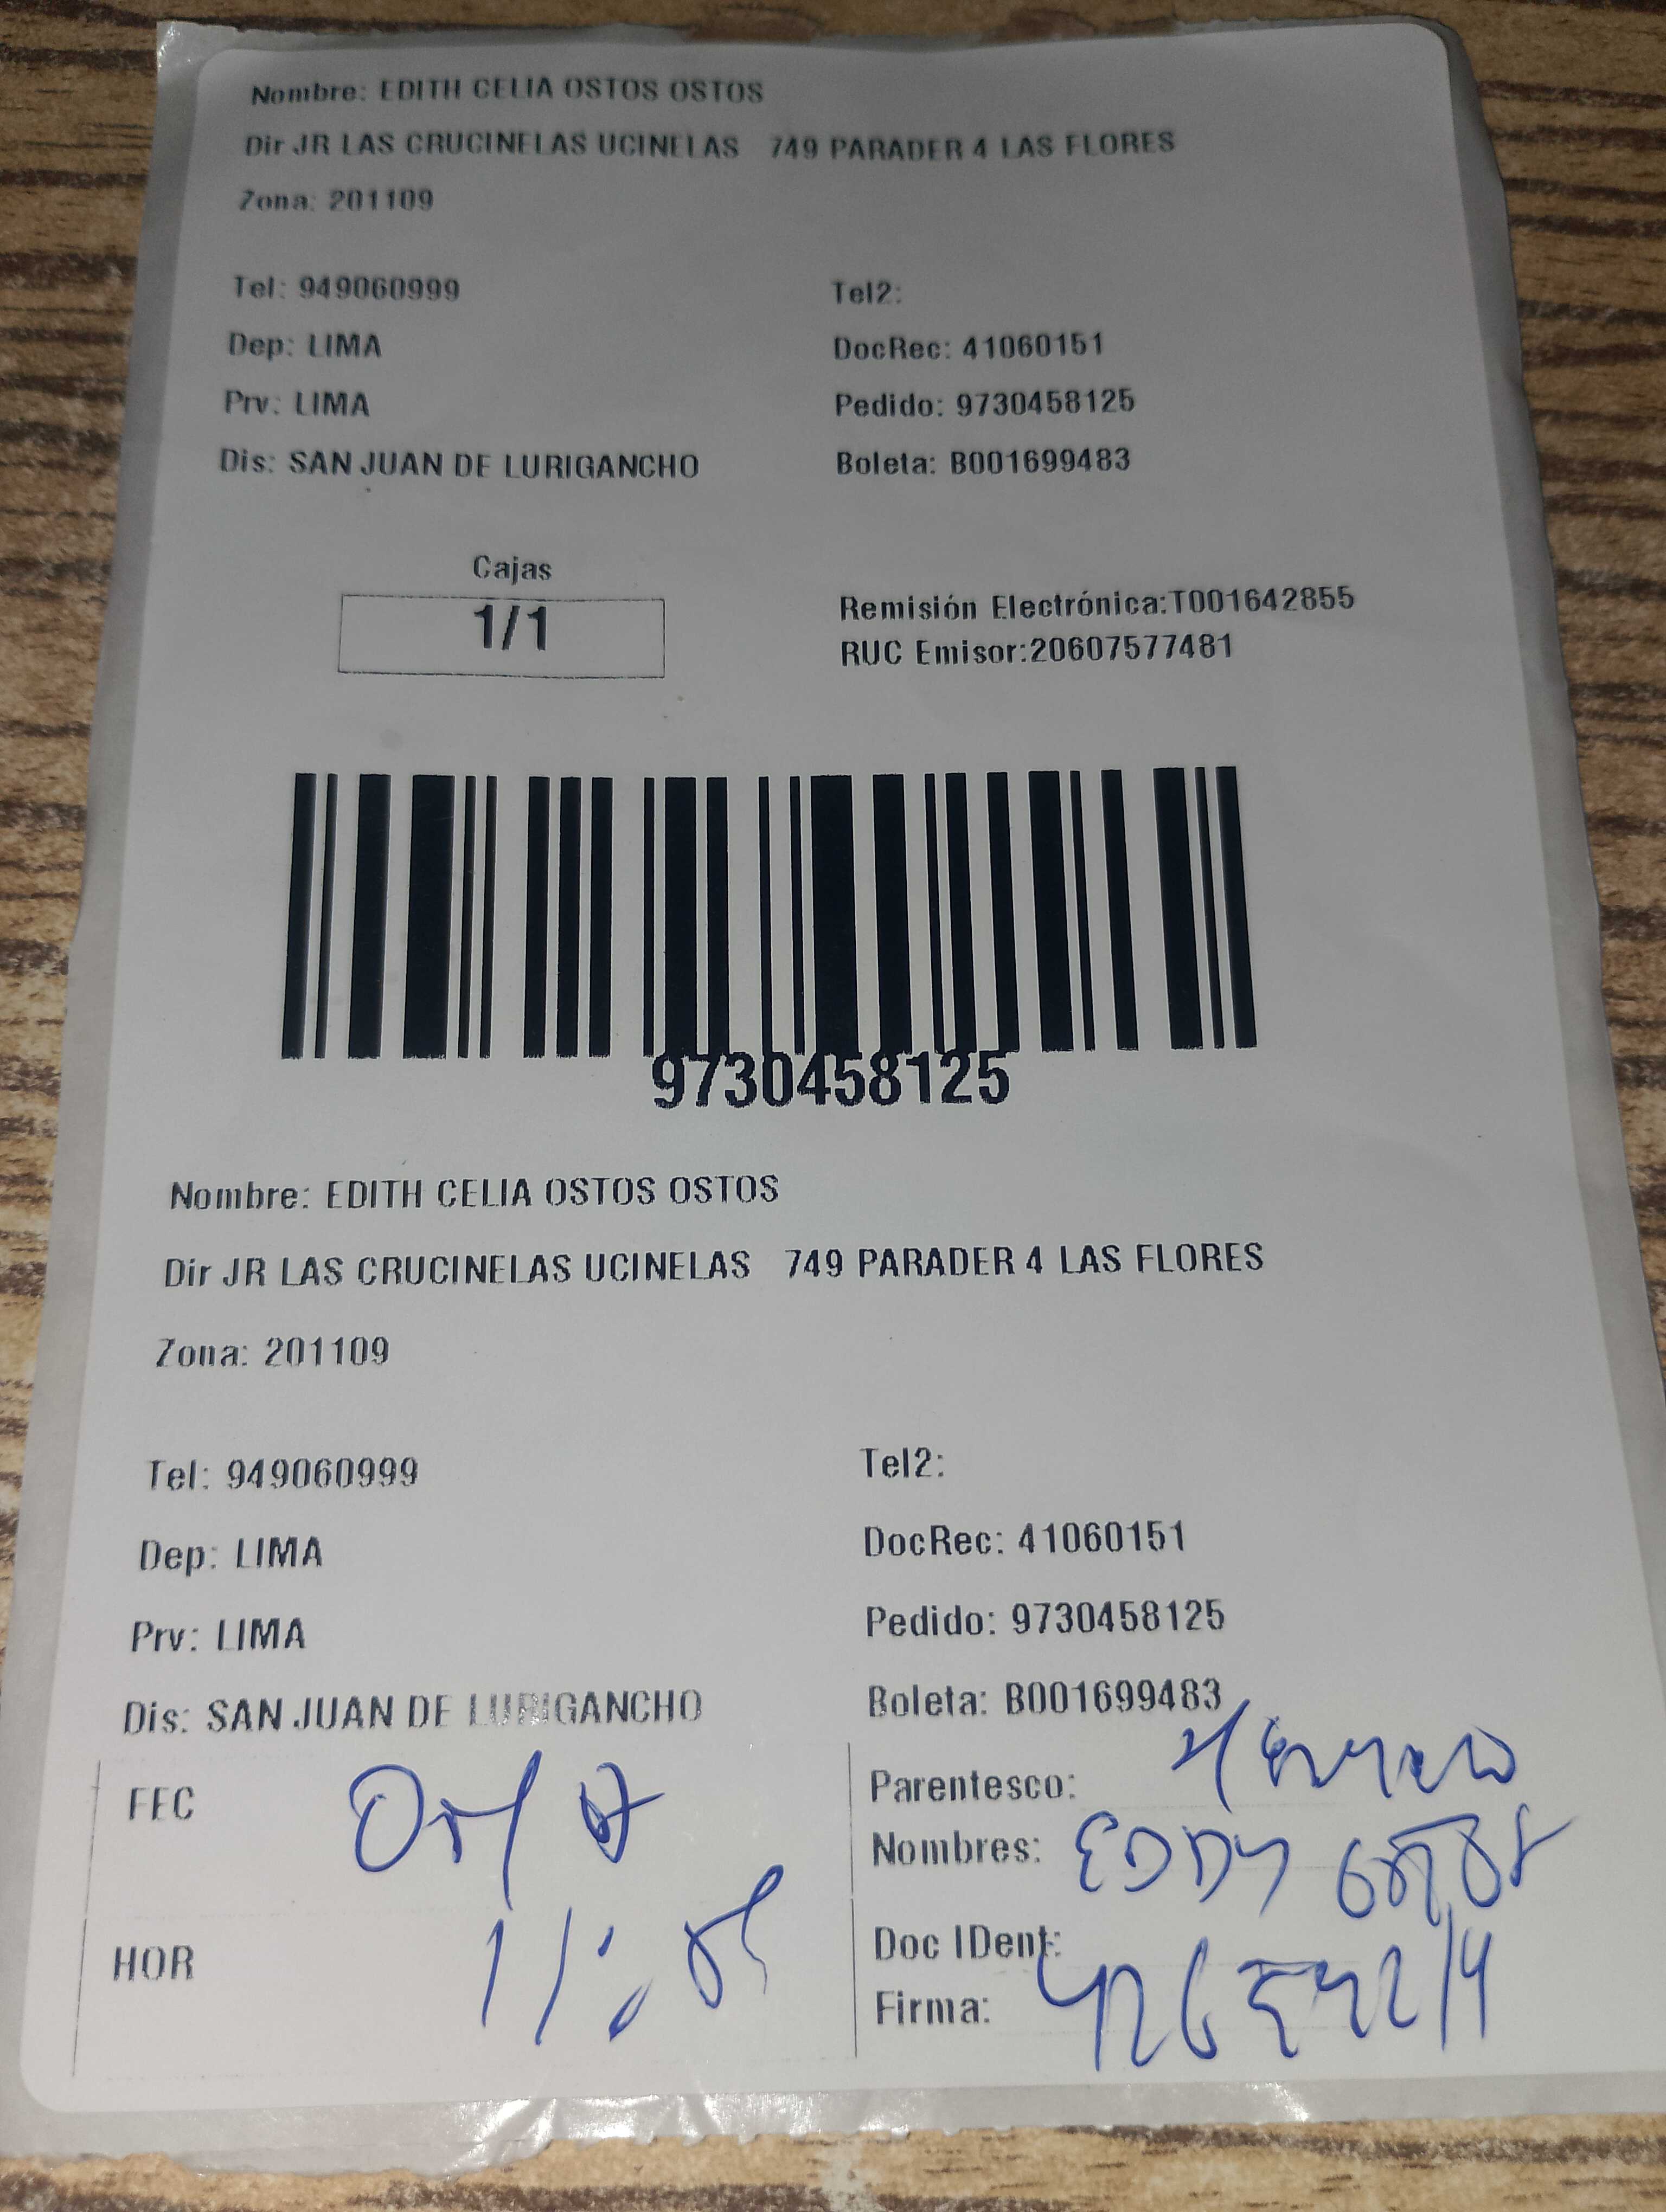 Nombre: EDITH CELIA OSTOS OSTOS
Dir JR LAS CRUCINELAS UCINELAS 749 PARADER 4 LAS FLORES
Zona: 201109
Tel: 949060999 Tel2:
Dep: LIMA DocRec: 41060151
Prv: LIMA Pedido: 9730458125
Dis: SAN JUAN DE LURIGANCHO Boleta: B001699483
Cajas
1/1
Remisión Electrónica:T001642855
RUC Emisor:20607577481
9730458125
Nombre: EDITH CELIA OSTOS OSTOS
Dir JR LAS CRUCINELAS UCINELAS 749 PARADER 4 LAS FLORES
Zona: 201109
Tel: 949060999 Tel2:
Dep: LIMA DocRec: 41060151
Prv: LIMA Pedido: 9730458125
Dis: SAN JUAN DE LURIGANCHO Boleta: B001699483
FEC
Parentesco:
Nombres: EDDY
HOR
Doc IDent:
Firma: